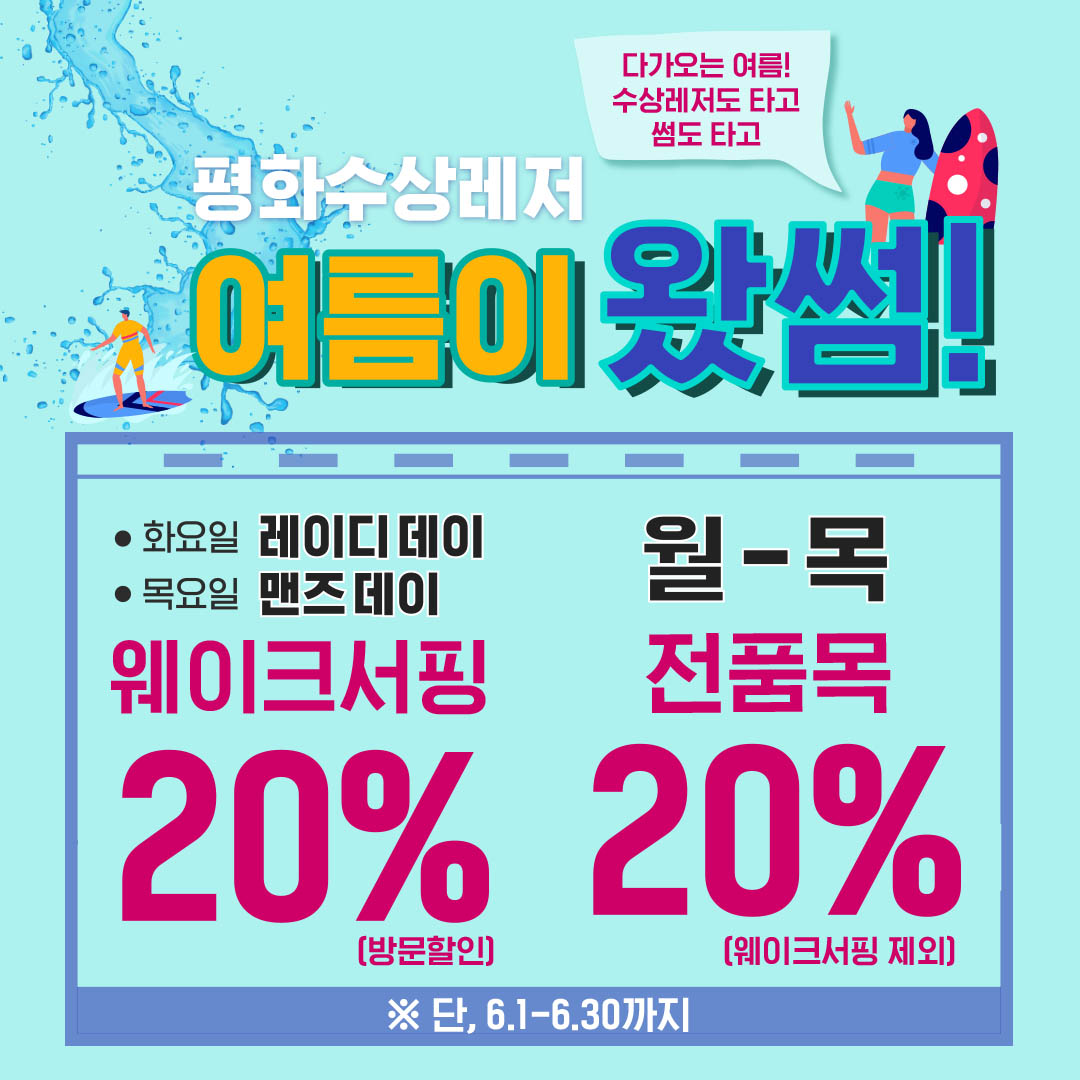 다가오는 여름!
수상레저도 타고
썸도 타고
평화수상레저
여름이 왔썸!
• 화요일 레이디 데이
• 목요일 맨즈 데이
웨이크서핑
20%
(방문할인)
월-목
전품목
20%
(웨이크서핑 제외)
※ 단, 6.1-6.30까지